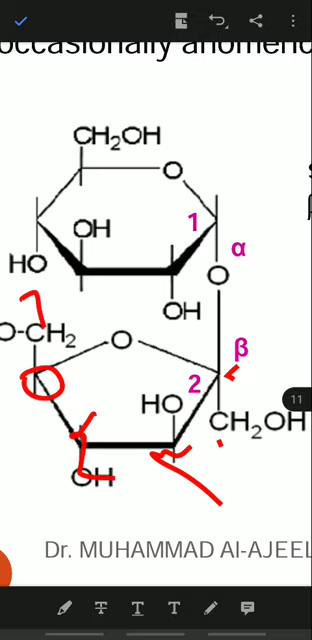 occasionally anomeric
CH₂OH
O
1
OH
α
HO
O
OH
O-CH₂
O
β
2
HO
CH₂OH
11
OH
Dr. MUHAMMAD Al-AJEEL
T T T